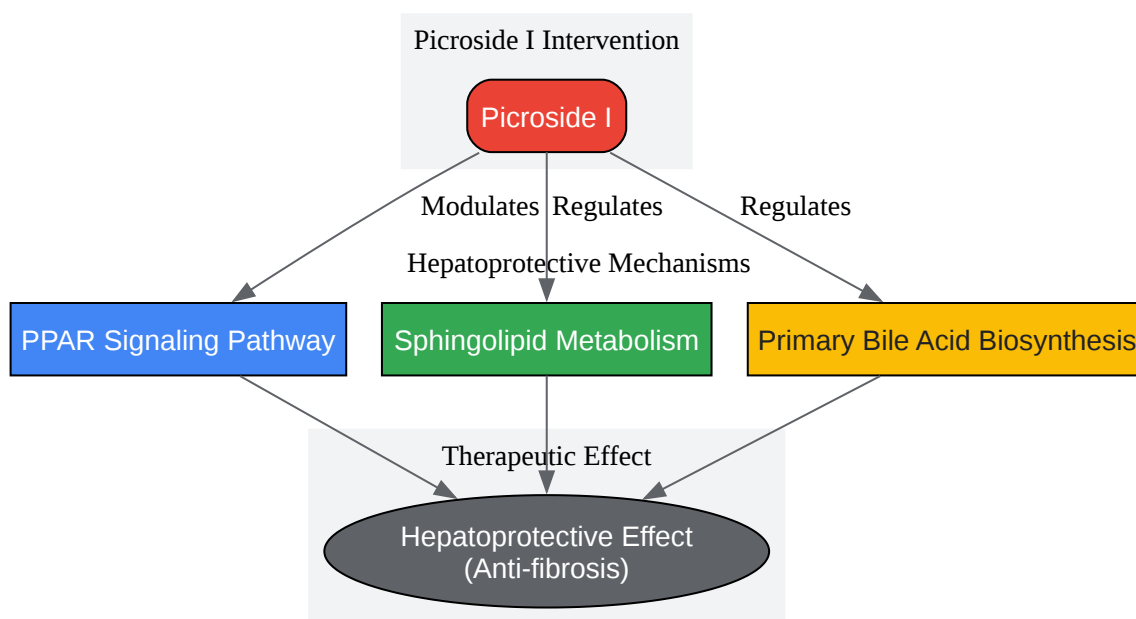 Picroside I Intervention
Picroside I
Modulates
Regulates
Regulates
Hepatoprotective Mechanisms
PPAR Signaling Pathway
Sphingolipid Metabolism
Primary Bile Acid Biosynthesis
Therapeutic Effect
Hepatoprotective Effect
(Anti-fibrosis)